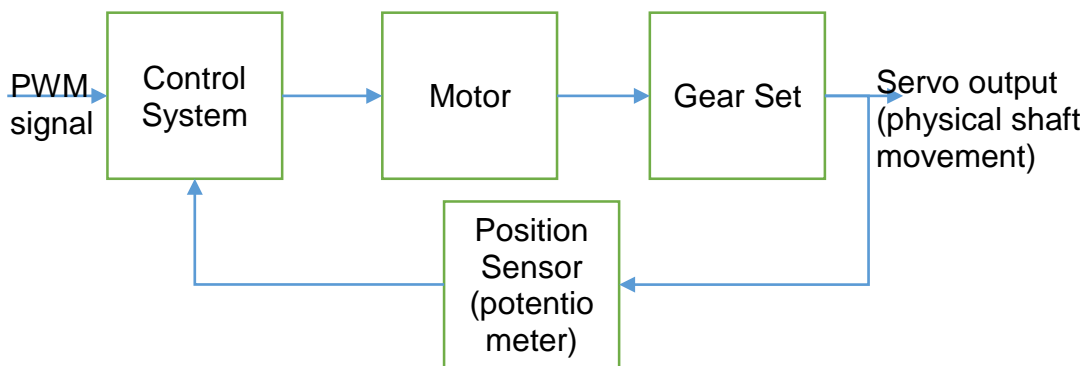 PWM
signal
Control
System
Motor
Gear Set
Servo output
(physical shaft
movement)
Position
Sensor
(potentio
meter)